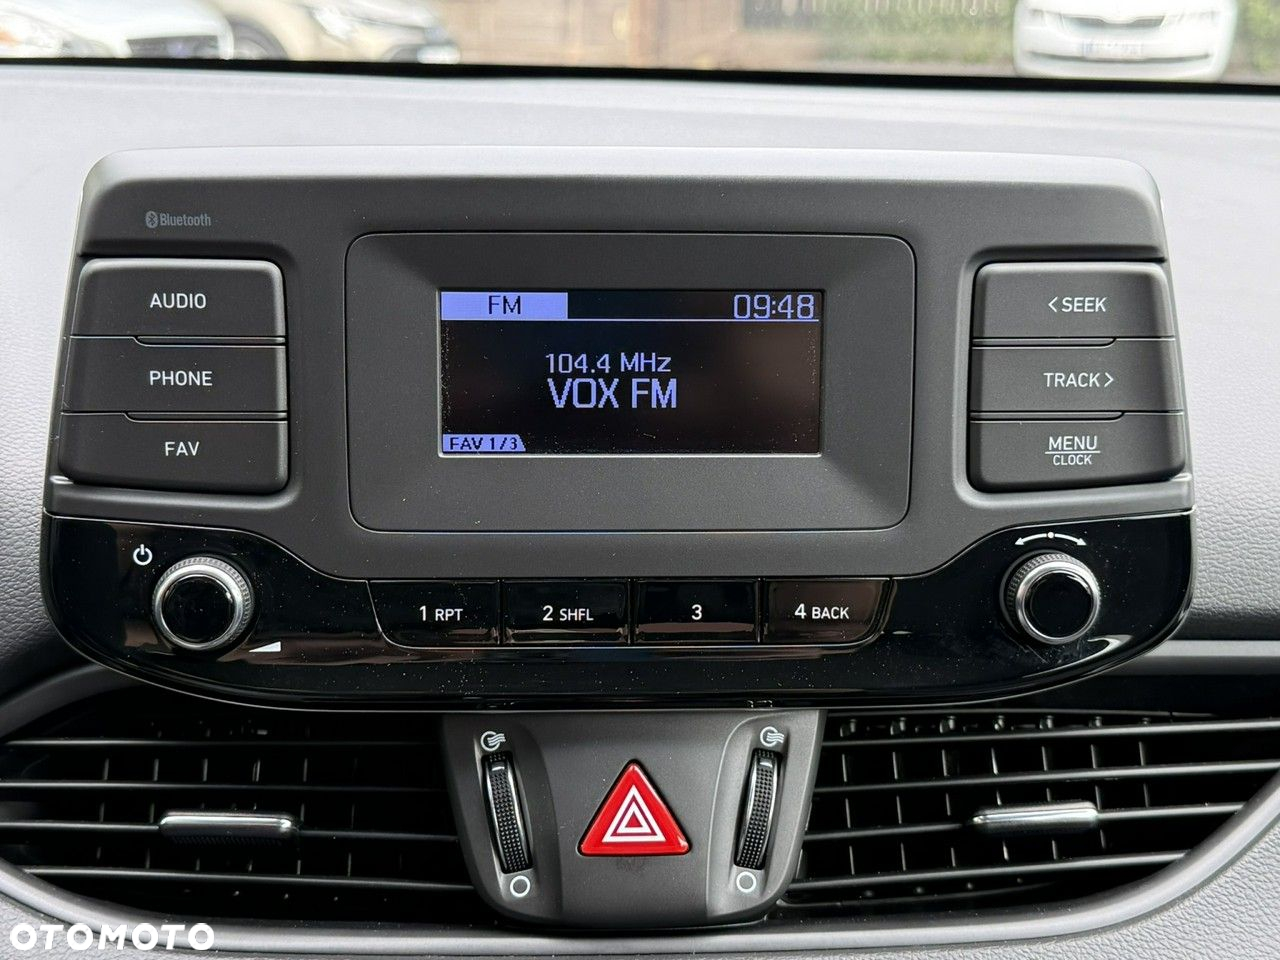 Bluetooth
AUDIO
PHONE
FAV
FM 09:48
104.4 MHz
VOX FM
FAV 1/3
<SEEK
TRACK>
MENU
CLOCK
1 RPT
2 SHFL
3
4 BACK
OTOMOTO